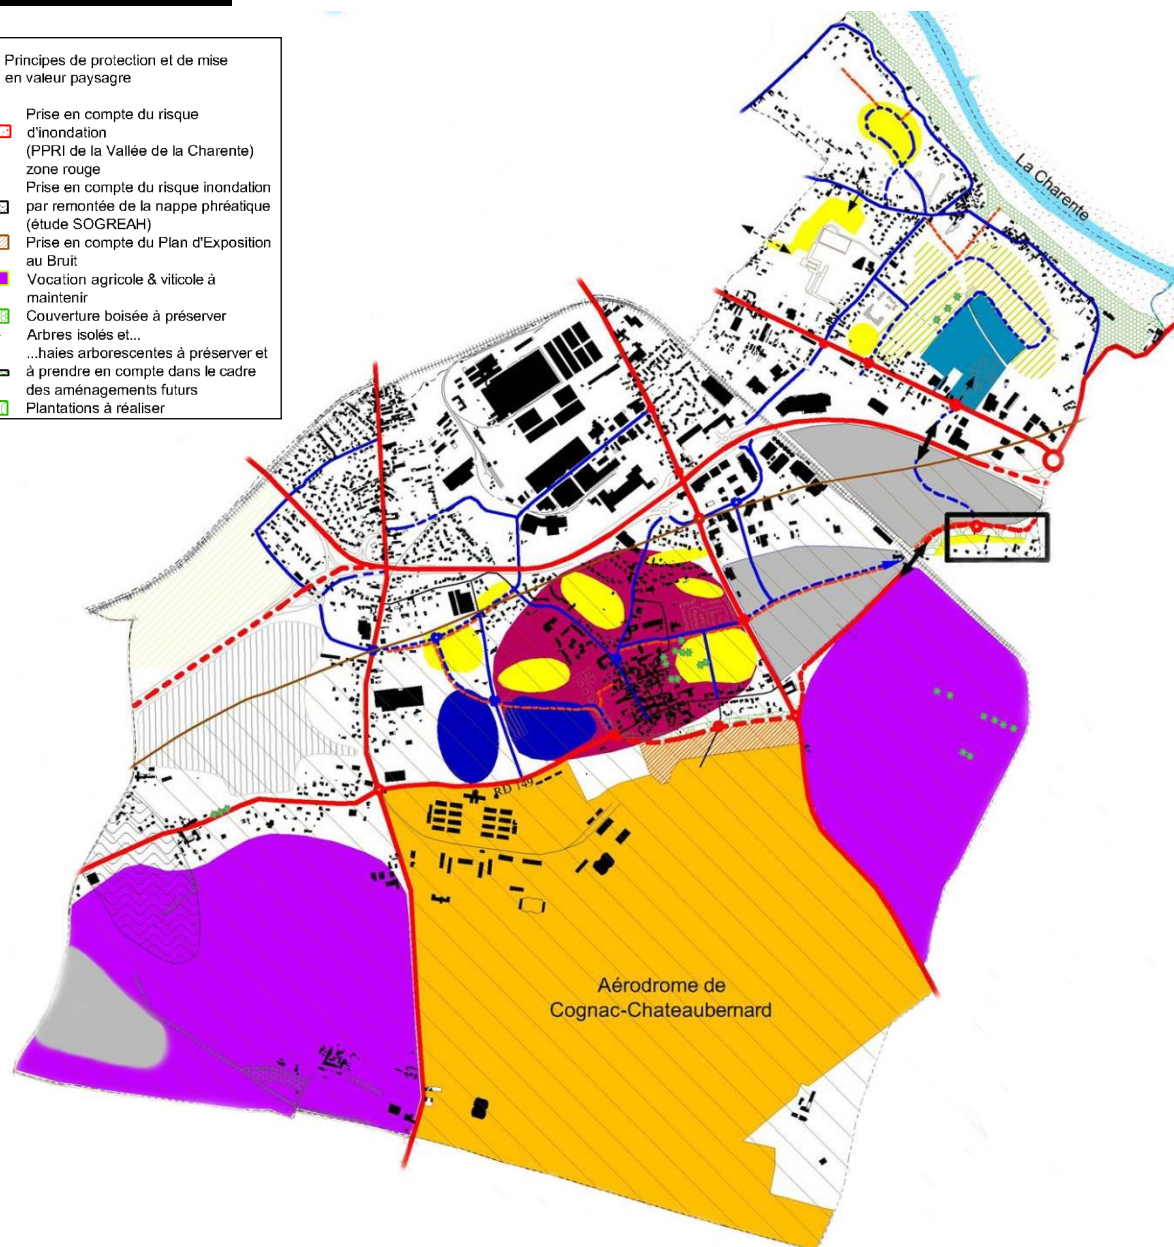 Principes de protection et de mise
en valeur paysagre
Prise en compte du risque
d'inondation
(PPRI de la Vallée de la Charente)
zone rouge
Prise en compte du risque inondation
par remontée de la nappe phréatique
(étude SOGREAH)
Prise en compte du Plan d'Exposition
au Bruit
Vocation agricole & viticole à
maintenir
Couverture boisée à préserver
Arbres isolés et...
...haies arborescentes à préserver et
à prendre en compte dans le cadre
des aménagements futurs
Plantations à réaliser
La Charente
RD 149
Aérodrome de
Cognac-Chateaubernard